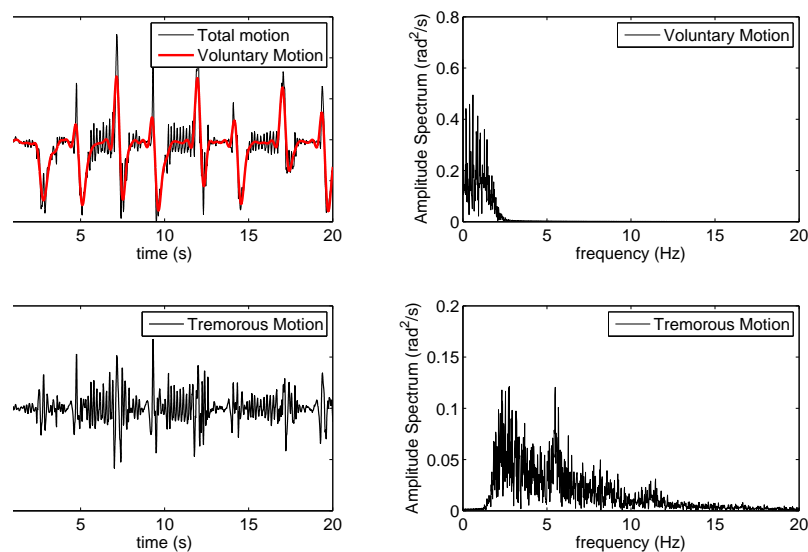 Total motion
Voluntary Motion
5 10 15 20
time (s)
Amplitude Spectrum (rad²/s)
0.8
0.6
0.4
0.2
0
Voluntary Motion
0 5 10 15 20
frequency (Hz)
Tremorous Motion
5 10 15 20
time (s)
Amplitude Spectrum (rad²/s)
0.2
0.15
0.1
0.05
0
Tremorous Motion
0 5 10 15 20
frequency (Hz)